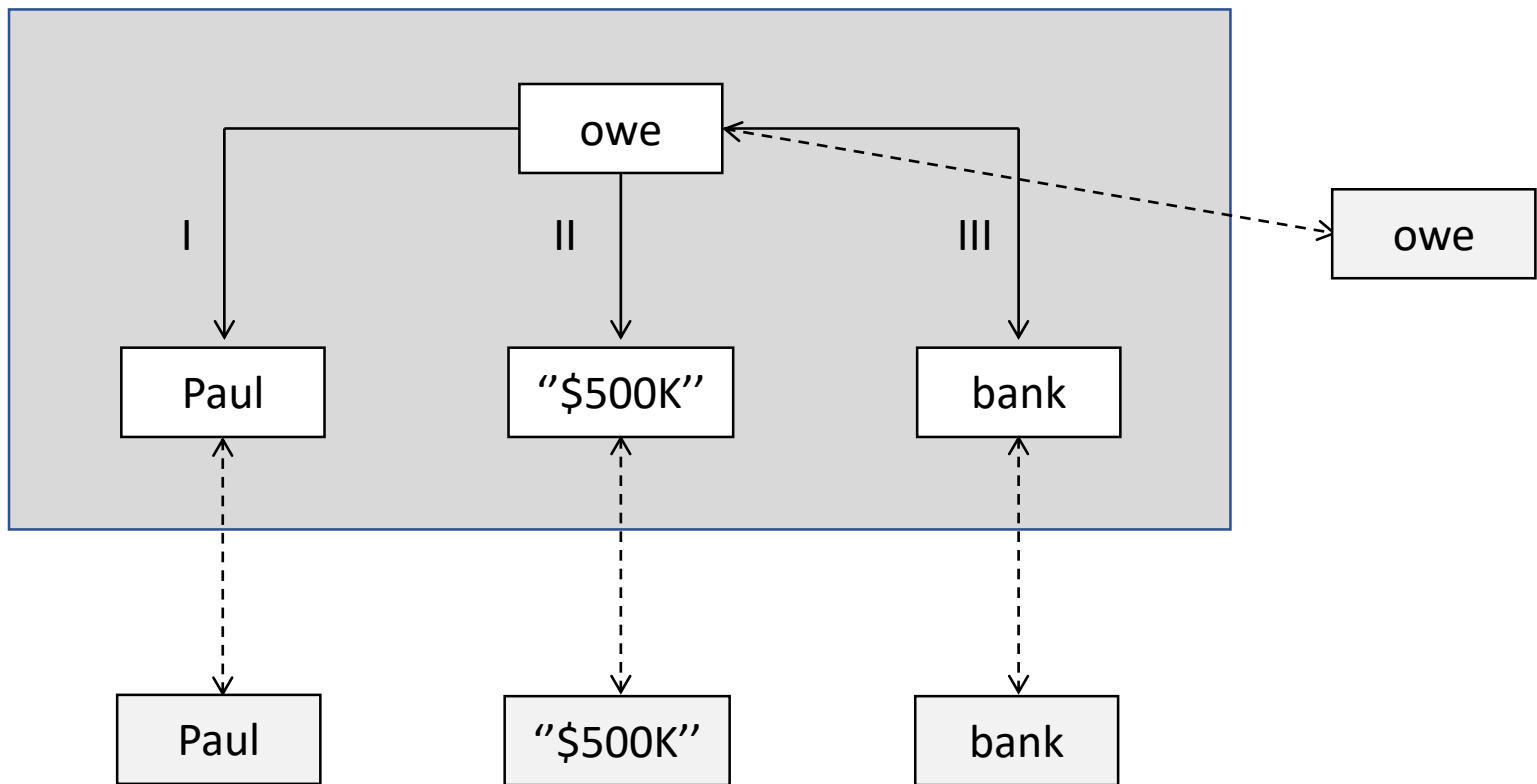 owe
I
II
III
owe
Paul
‘’$500K’’
bank
Paul
‘’$500K’’
bank